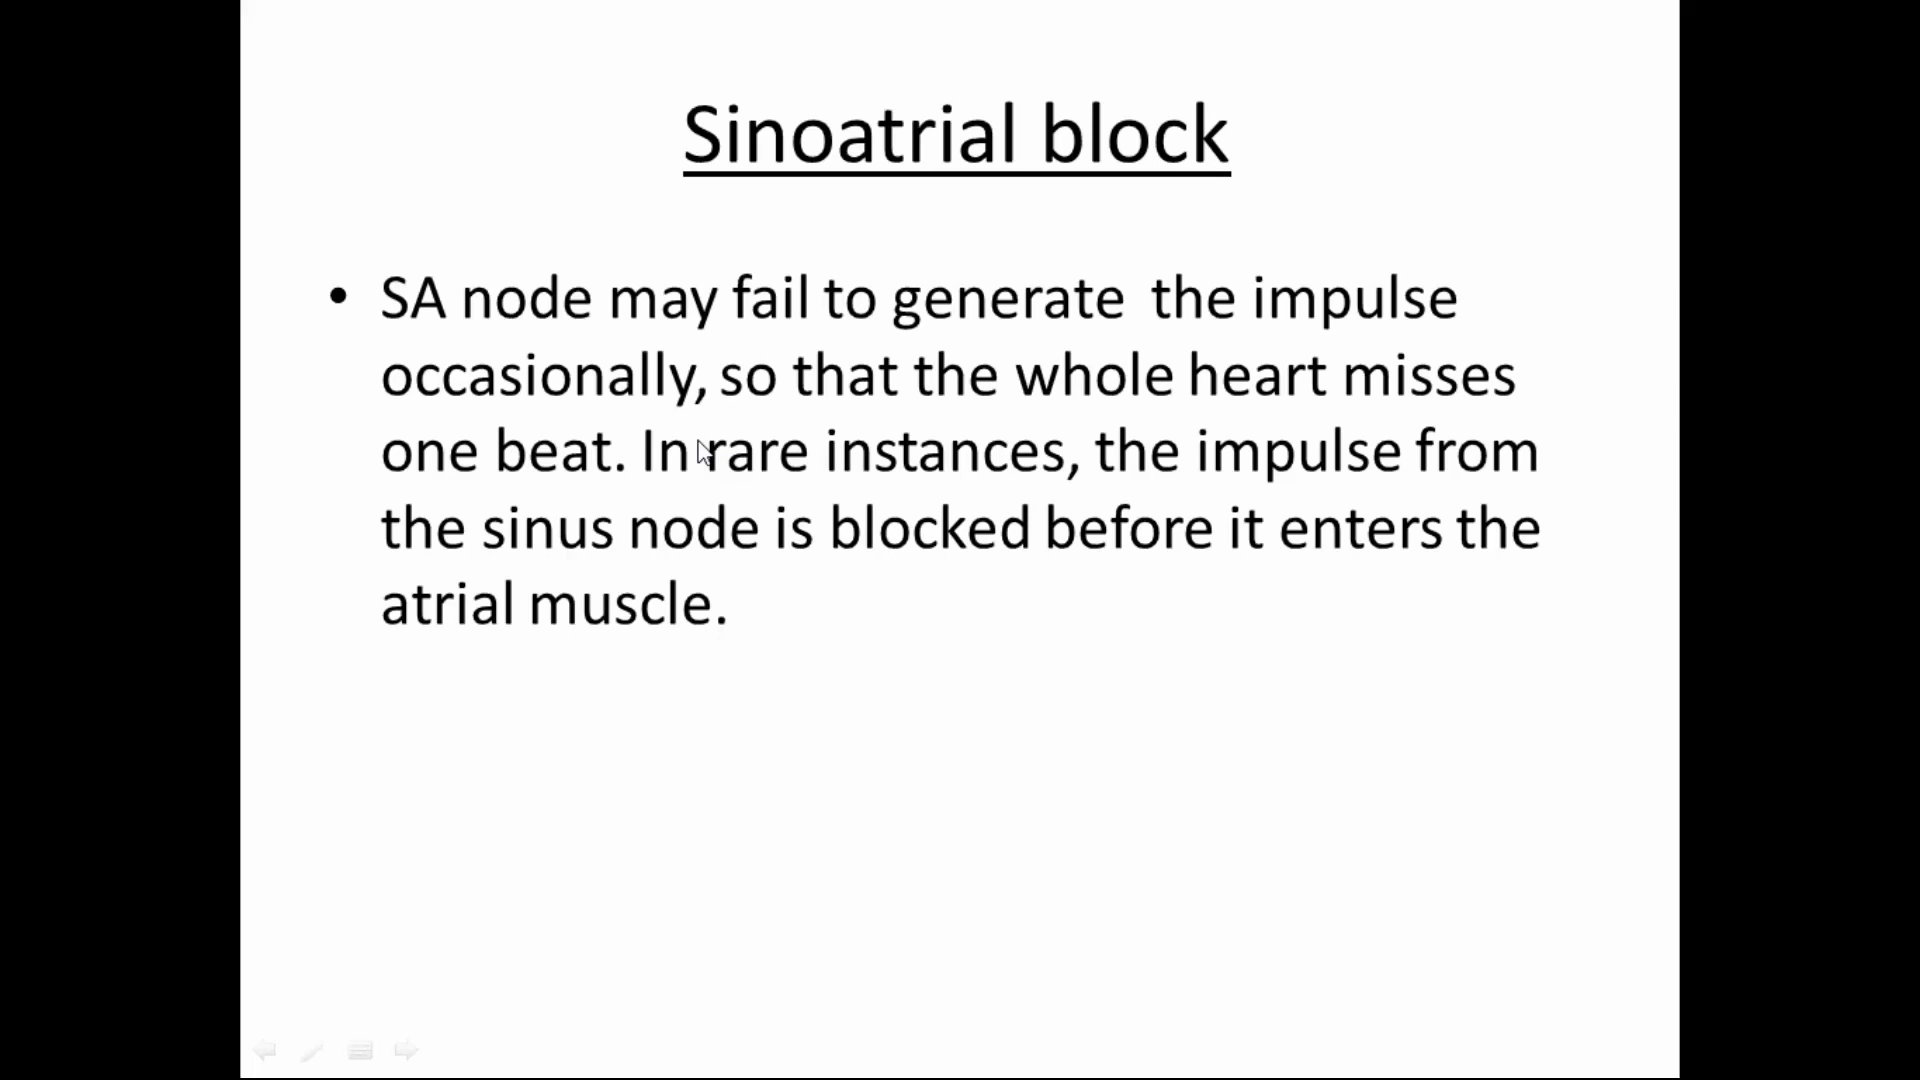 Sinoatrial block
• SA node may fail to generate the impulse
occasionally, so that the whole heart misses
one beat. In rare instances, the impulse from
the sinus node is blocked before it enters the
atrial muscle.